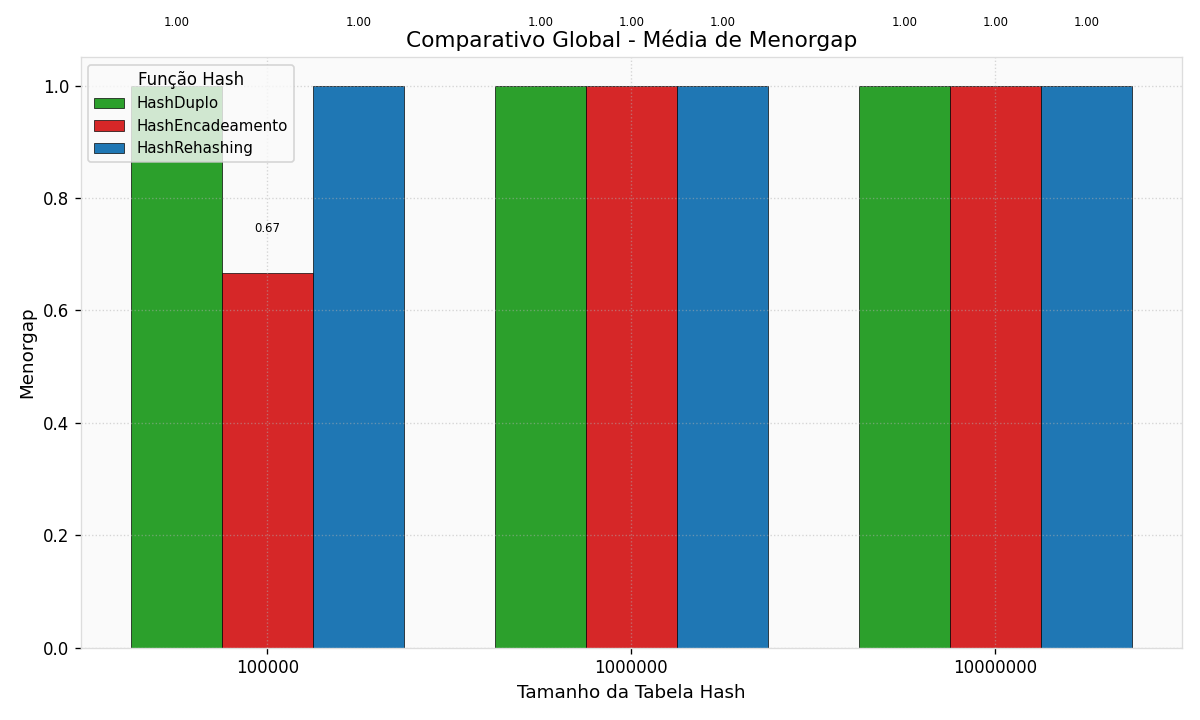 1.00 1.00 1.00 1.00 1.00 1.00 1.00 1.00
Comparativo Global - Média de Menorgap
Função Hash
HashDuplo
HashEncadeamento
HashRehashing
0.67
1.0
0.8
0.6
0.4
0.2
0.0
Menorgap
100000 1000000 10000000
Tamanho da Tabela Hash